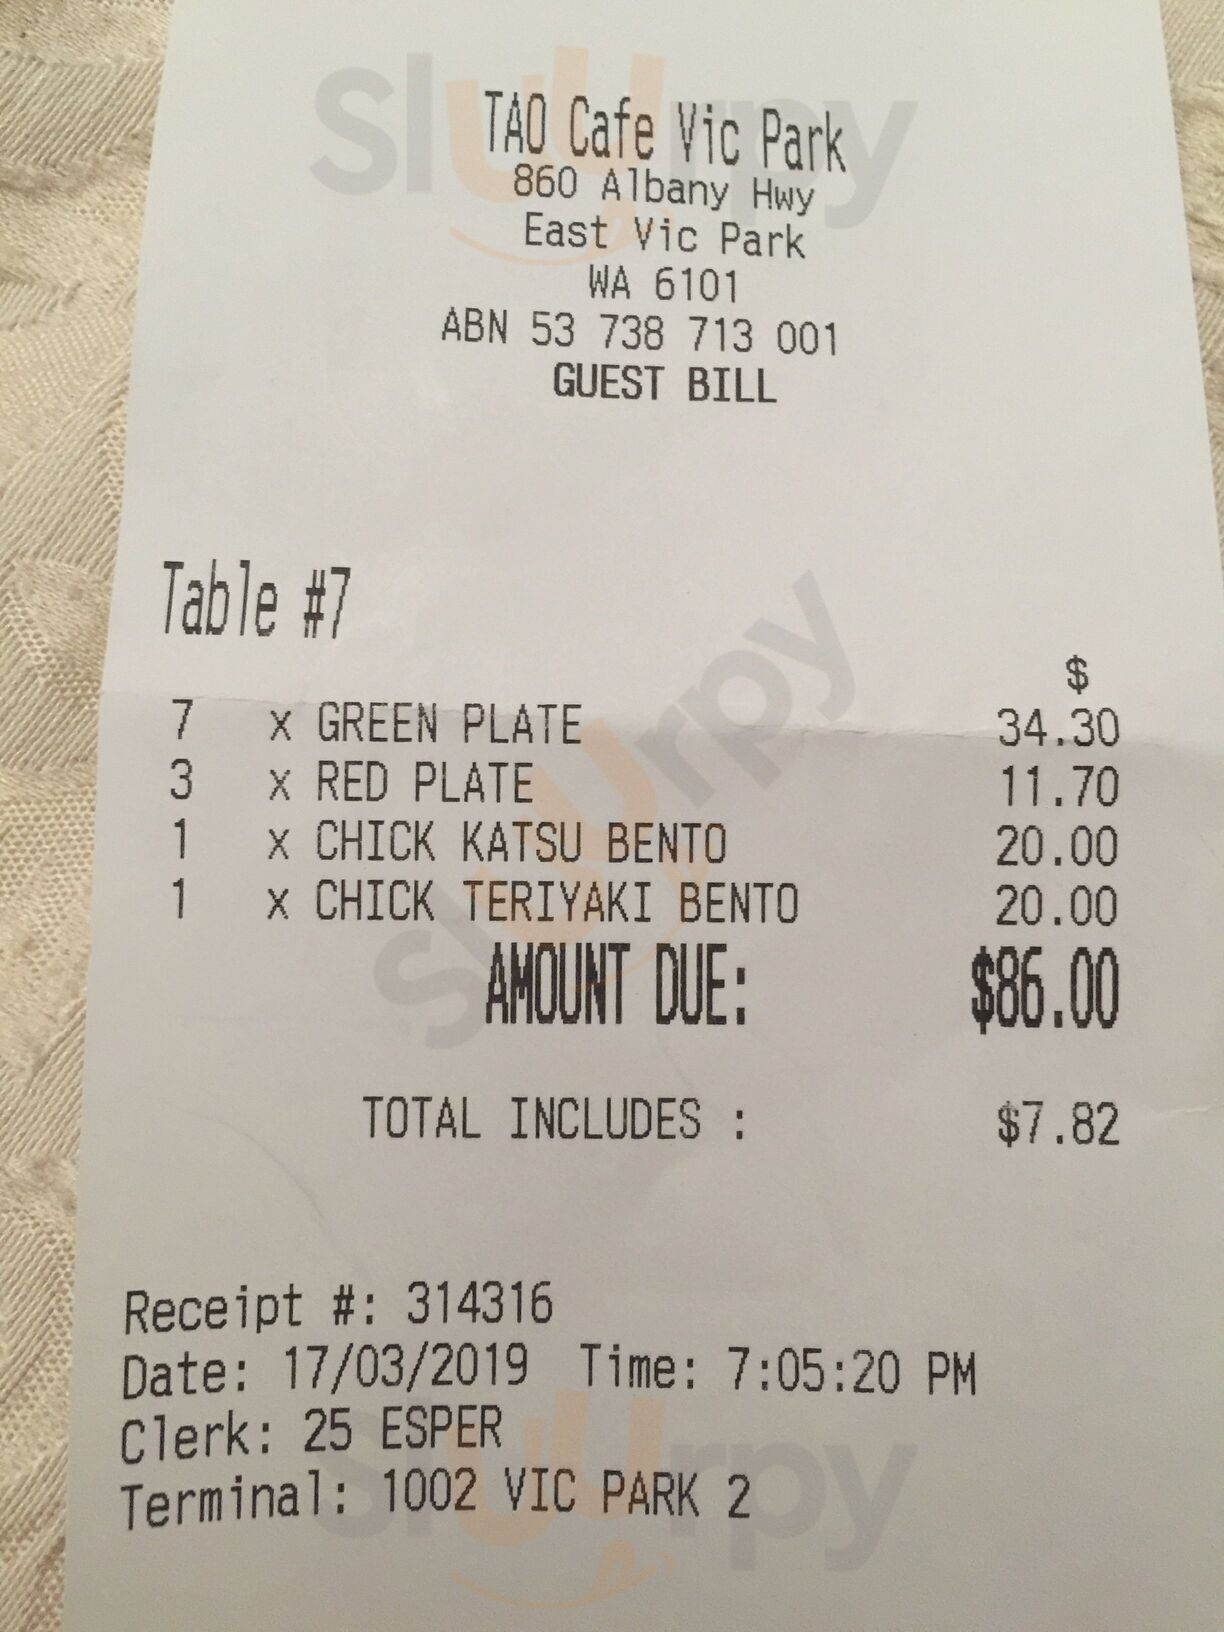 TAO Cafe Vic Park
860 Albany Hwy
East Vic Park
WA 6101
ABN 53 738 713 001
GUEST BILL
Table #7
$
7 x GREEN PLATE 34.30
3 x RED PLATE 11.70
1 x CHICK KATSU BENTO 20.00
1 x CHICK TERIYAKI BENTO 20.00
AMOUNT DUE: $86.00
TOTAL INCLUDES : $7.82
Receipt #: 314316
Date: 17/03/2019 Time: 7:05:20 PM
Clerk: 25 ESPER
Terminal: 1002 VIC PARK 2
Sluurpy
Sluurpy
Sluurpy